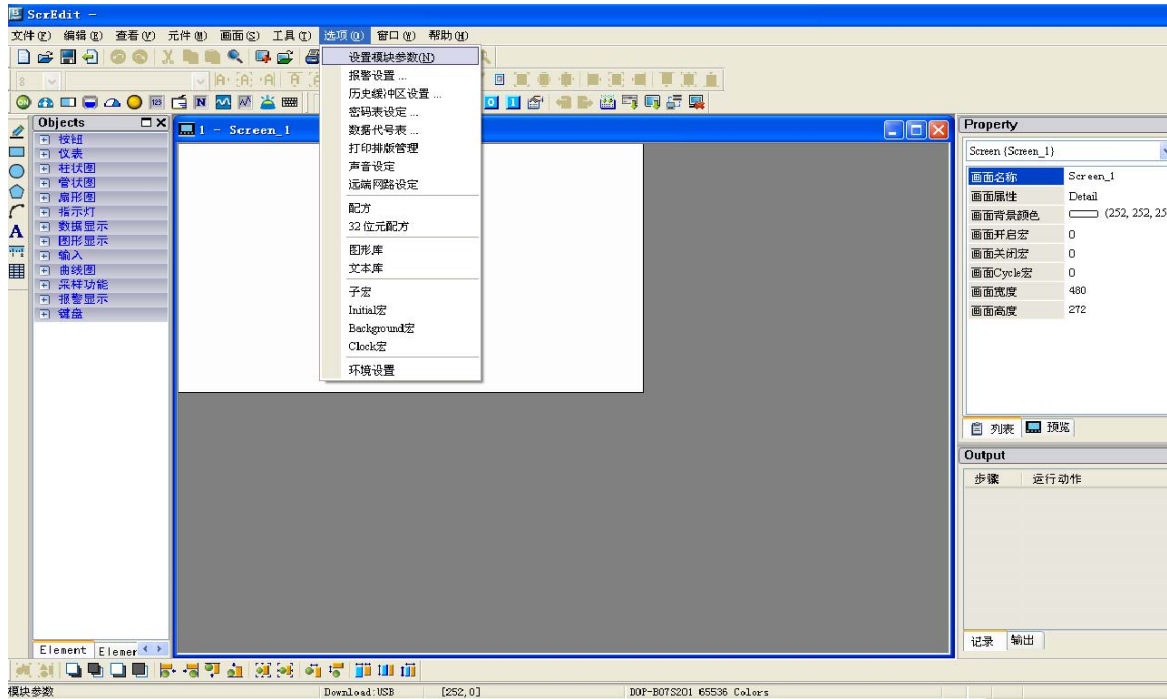 ScrEdit -
文件(F) 编辑(E) 查看(V) 元件(M) 画面(S) 工具(T) 选项(O) 窗口(W) 帮助(H)
设置模块参数(N)
报警设置 ...
历史缓冲区设置 ...
密码表设定 ...
数据代号表 ...
打印排版管理
声音设定
远端网路设定
配方
32位元配方
图形库
文本库
子宏
Initial宏
Background宏
Clock宏
环境设置
8
Objects
按钮
仪表
柱状图
管状图
扇形图
指示灯
数据显示
图形显示
输入
曲线图
采样功能
报警显示
键盘
Element
1 - Screen_1
Property
Screen {Screen_1}
画面名称 Screen_1
画面属性 Detail
画面背景颜色 (252, 252, 25
画面开启宏 0
画面关闭宏 0
画面Cycle宏 0
画面宽度 480
画面高度 272
列表 预览
Output
步骤 运行动作
记录 输出
模块参数 Download:USB [252,0] DOP-B07S201 65536 Colors